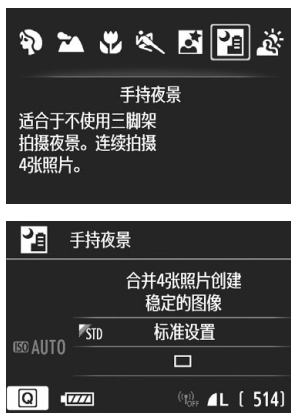 手持夜景
适合于不使用三脚架
拍摄夜景。连续拍摄
4张照片。
手持夜景
合并4张照片创建
稳定的图像
STD 标准设置
ISO AUTO
Q OFF L [ 514]